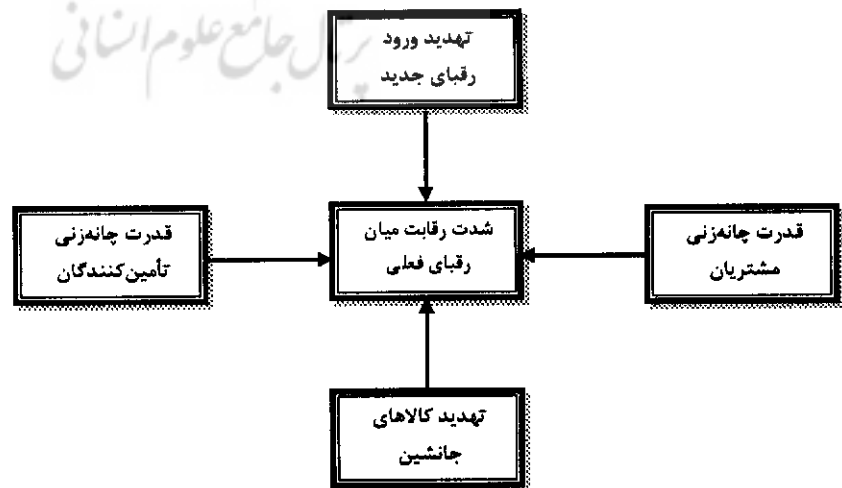 پرتال جامع علوم انسانی
تهدید ورود
رقبای جدید
قدرت چانه‌زنی
مشتریان
شدت رقابت میان
رقبای فعلی
قدرت چانه‌زنی
تأمین‌کنندگان
تهدید کالاهای
جانشین